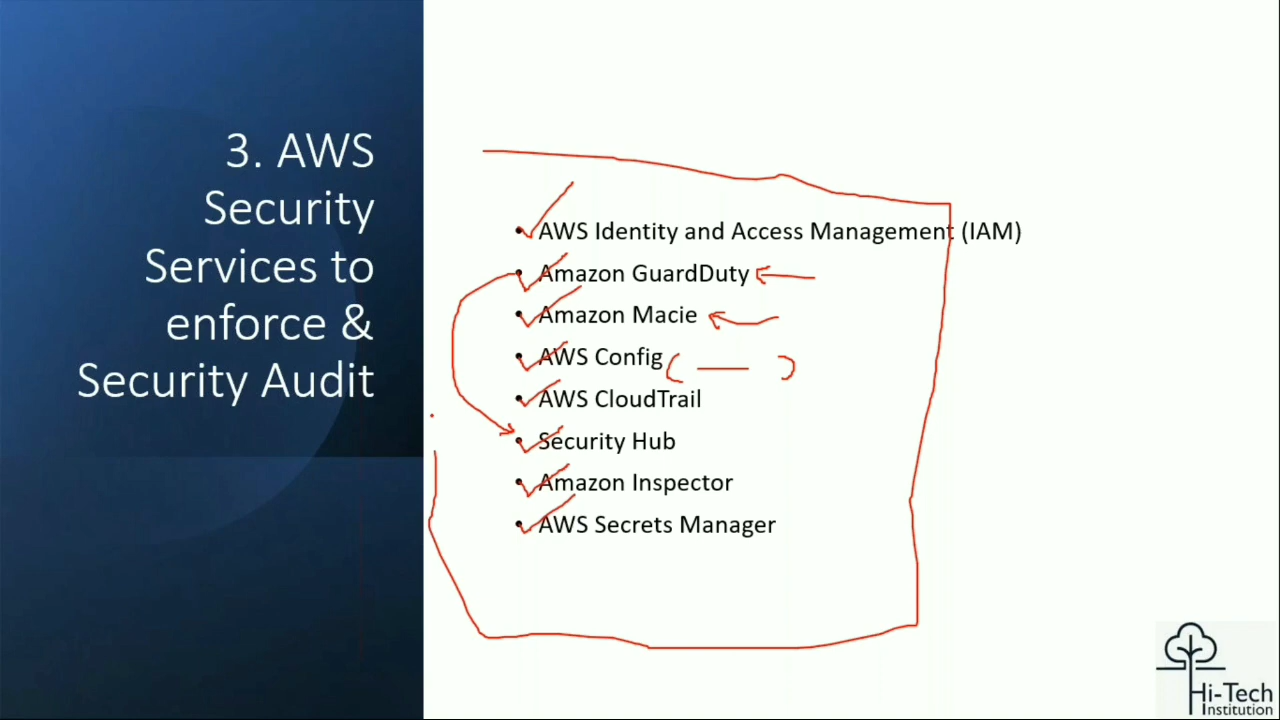 3. AWS
Security
Services to
enforce &
Security Audit
• AWS Identity and Access Management (IAM)
• Amazon GuardDuty
• Amazon Macie
• AWS Config
• AWS CloudTrail
• Security Hub
• Amazon Inspector
• AWS Secrets Manager
Hi-Tech
Institution